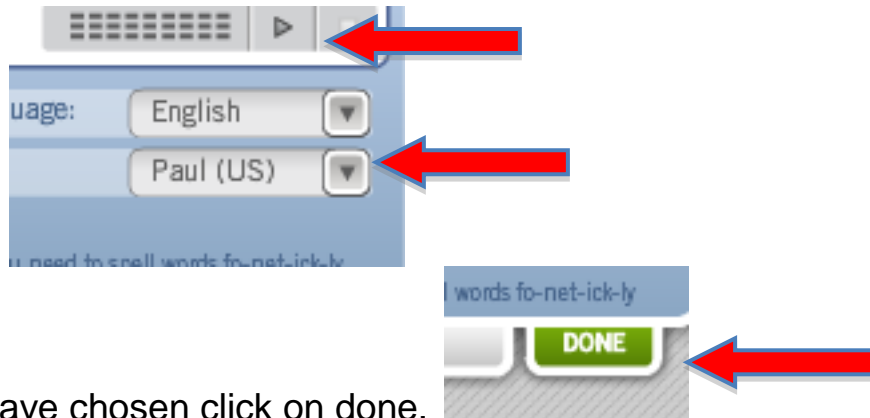 uage: English
Paul (US)
u need to spell words fo-net-ick-ly
l words fo-net-ick-ly
DONE
ave chosen click on done.